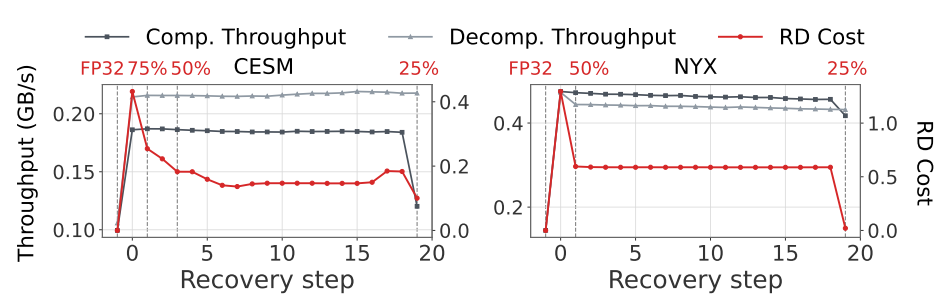 Comp. Throughput Decomp. Throughput RD Cost
FP32 75% 50% CESM 25% FP32 50% NYX 25%
Throughput (GB/s)
0.20
0.15
0.10
0.4
0.2
0.0
0 5 10 15 20
Recovery step
0.4
0.2
1.0
0.5
0.0
0 5 10 15 20
Recovery step
RD Cost